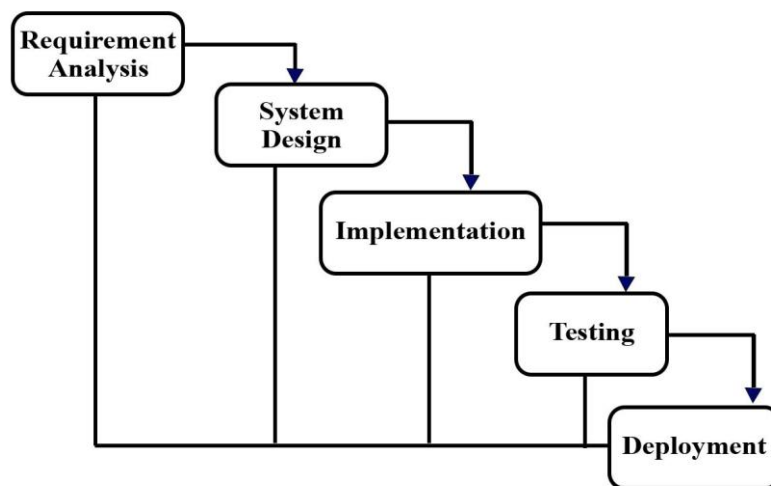 Requirement
Analysis
System
Design
Implementation
Testing
Deployment